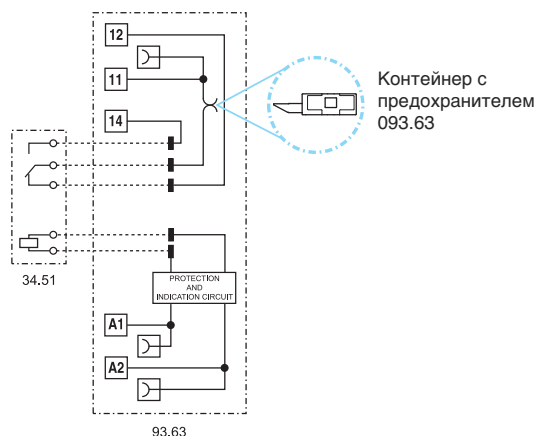 12
11
14
Контейнер с
предохранителем
093.63
34.51
PROTECTION
AND
INDICATION CIRCUIT
A1
A2
93.63